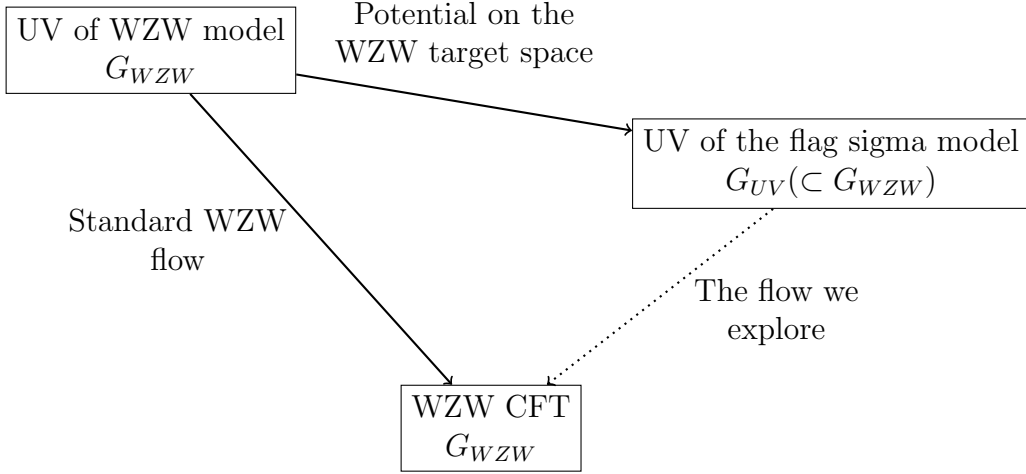 UV of WZW model
G_{WZW}
Potential on the
WZW target space
UV of the flag sigma model
G_{UV}(⊂ G_{WZW})
Standard WZW
flow
The flow we
explore
WZW CFT
G_{WZW}